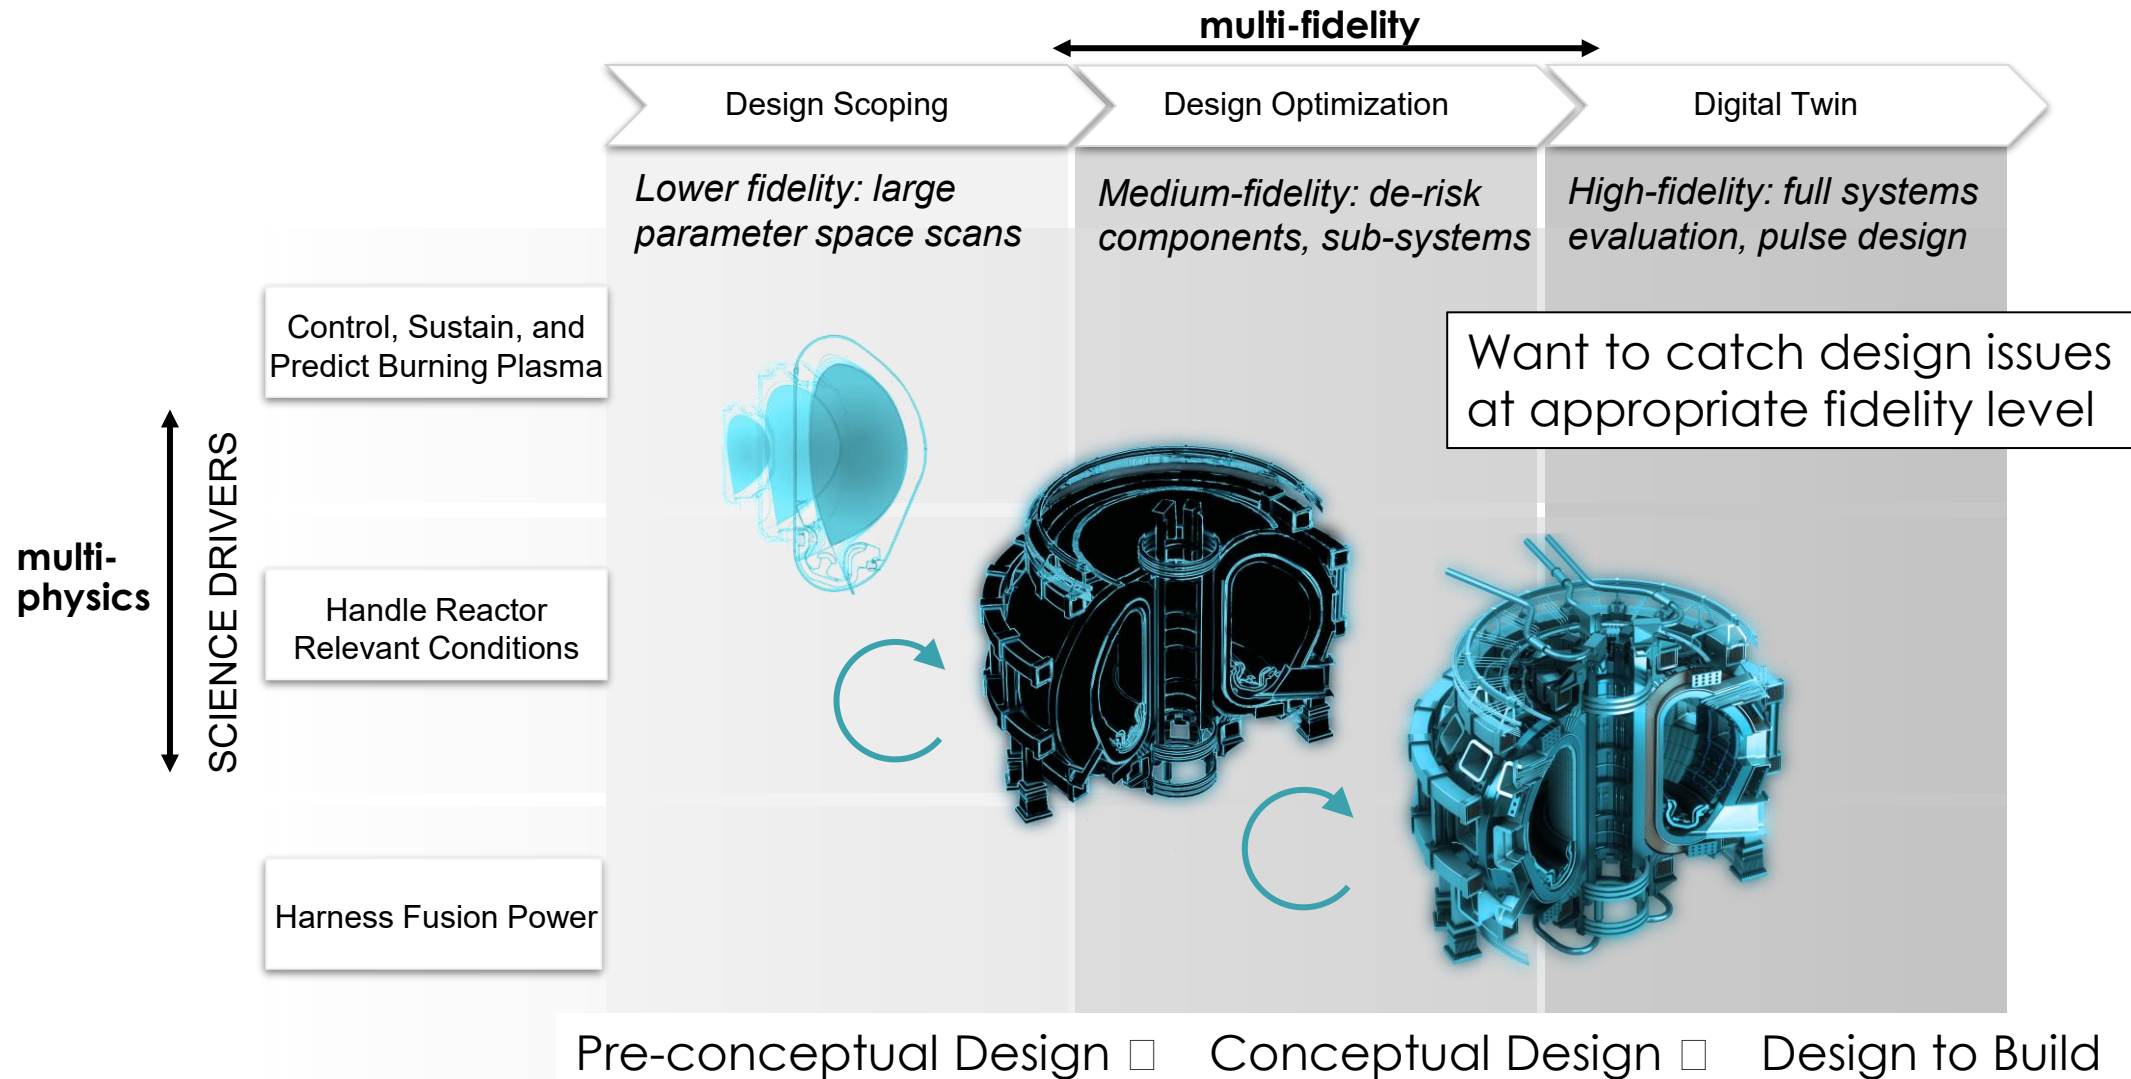 multi-fidelity
Design Scoping
Design Optimization
Digital Twin
Lower fidelity: large
parameter space scans
Medium-fidelity: de-risk
components, sub-systems
High-fidelity: full systems
evaluation, pulse design
Control, Sustain, and
Predict Burning Plasma
Want to catch design issues
at appropriate fidelity level
multi-
physics
SCIENCE DRIVERS
Handle Reactor
Relevant Conditions
Harness Fusion Power
Pre-conceptual Design □ Conceptual Design □ Design to Build